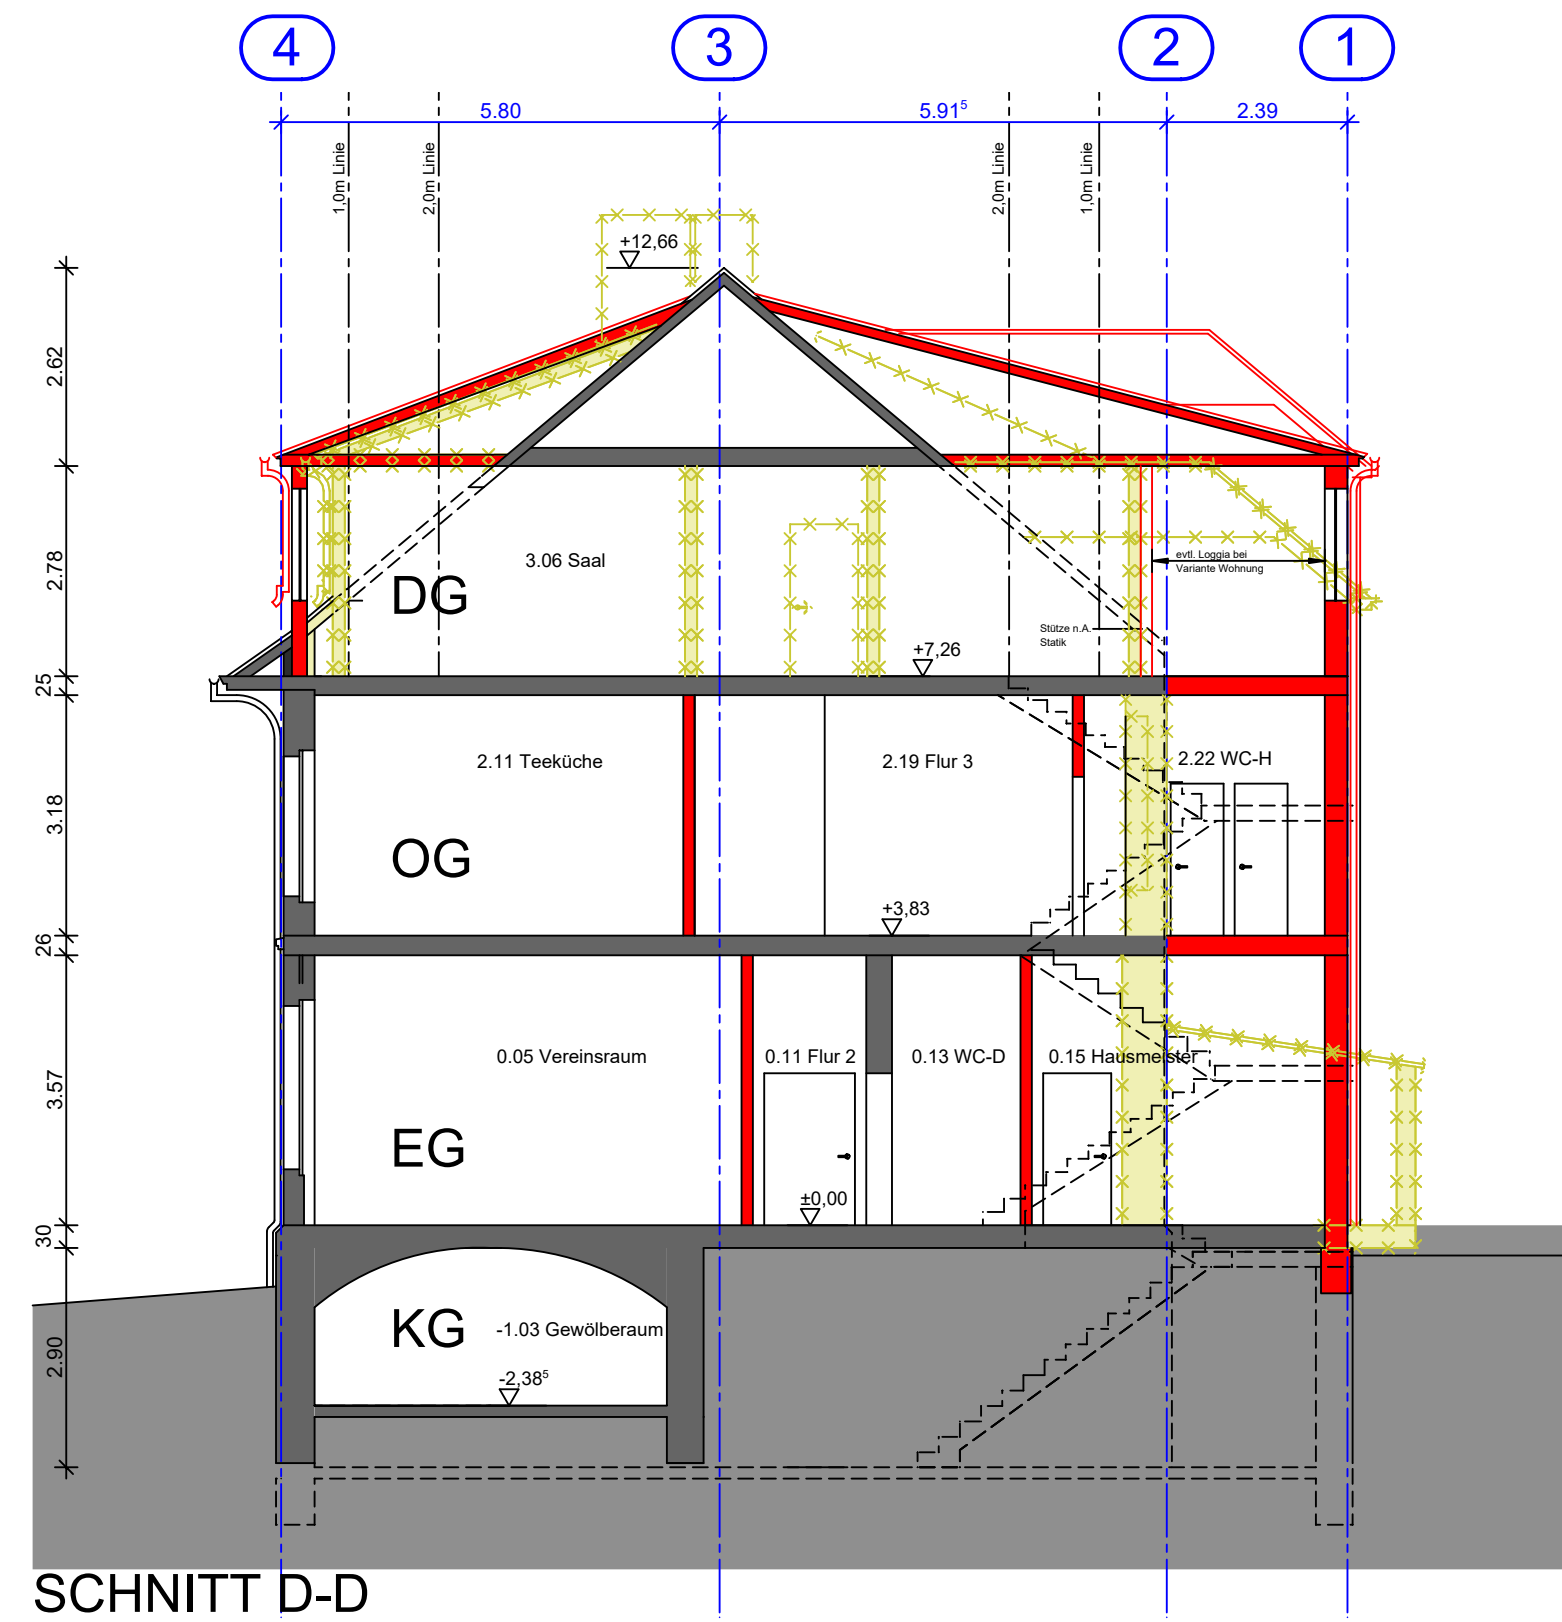 4
3
2
1
5.80
5.91⁵
2.39
1,0m Linie
2,0m Linie
2,0m Linie
1,0m Linie
+12,66
2.62
2.78
25
3.18
26
3.57
30
2.90
3.06 Saal
DG
evtl. Loggia bei
Variante Wohnung
Stütze n.A.
Statik
+7,26
2.11 Teeküche
2.19 Flur 3
2.22 WC-H
OG
+3,83
0.05 Vereinsraum
0.11 Flur 2
0.13 WC-D
0.15 Hausmeister
EG
±0,00
KG
-1.03 Gewölberaum
-2,38⁵
SCHNITT D-D